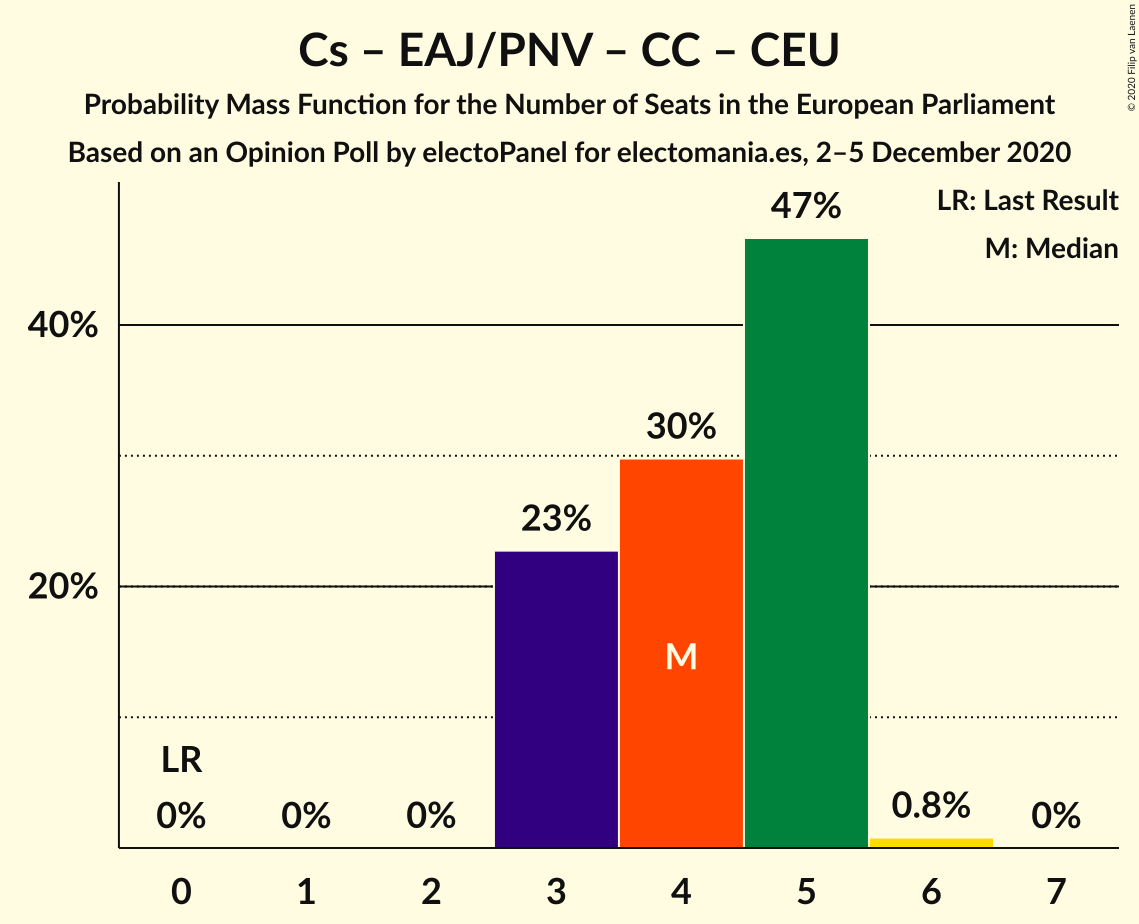 Cs – EAJ/PNV – CC – CEU
Probability Mass Function for the Number of Seats in the European Parliament
Based on an Opinion Poll by electoPanel for electomania.es, 2–5 December 2020
© 2020 Filip van Laenen
LR: Last Result
M: Median
47%
40%
30%
23%
20%
M
LR
0% 0% 0% 0.8% 0%
0 1 2 3 4 5 6 7